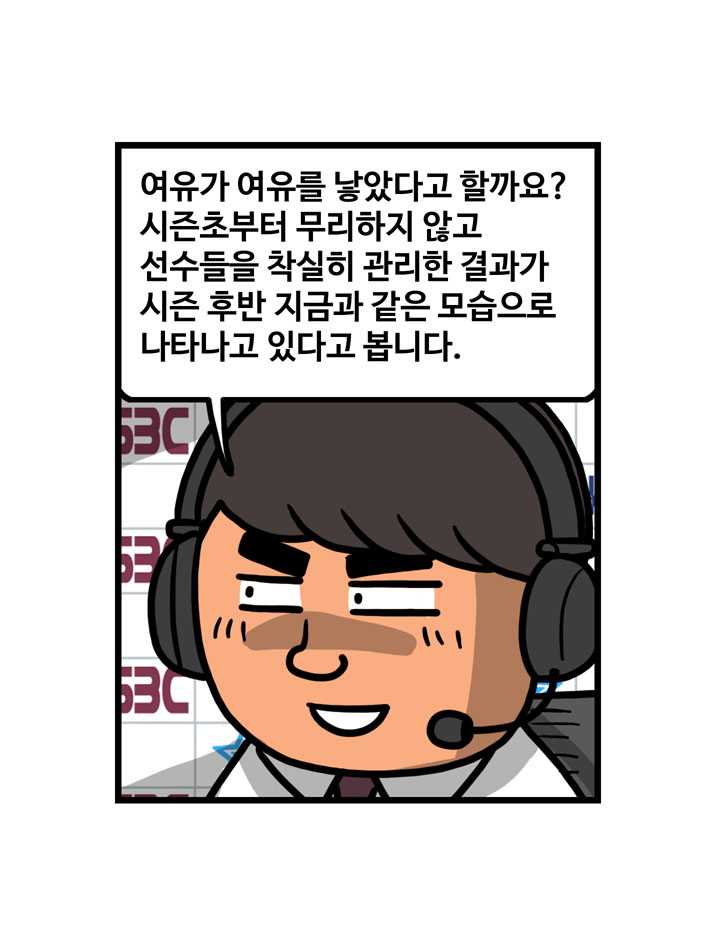 여유가 여유를 낳았다고 할까요?
시즌초부터 무리하지 않고
선수들을 착실히 관리한 결과가
시즌 후반 지금과 같은 모습으로
나타나고 있다고 봅니다.
SBC
SBC
SBC